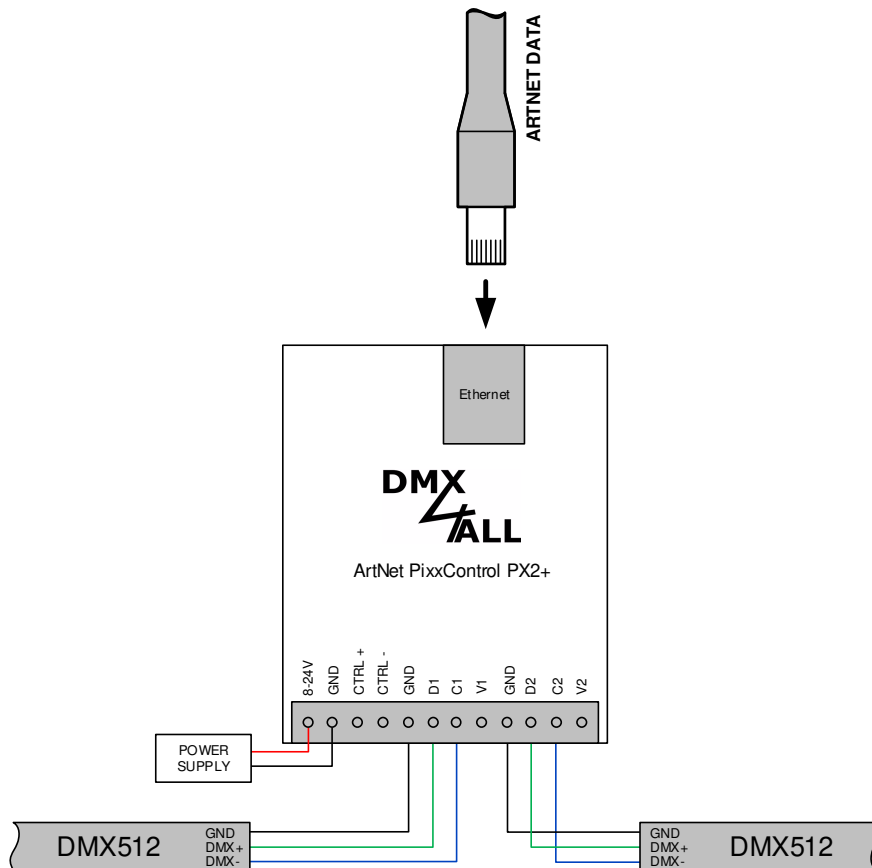 ARTNET DATA
Ethernet
DMX
4
ALL
ArtNet PixxControl PX2+
8-24V
GND
CTRL +
CTRL -
GND
D1
C1
V1
GND
D2
C2
V2
POWER
SUPPLY
DMX512
GND
DMX+
DMX-
GND
DMX+
DMX-
DMX512